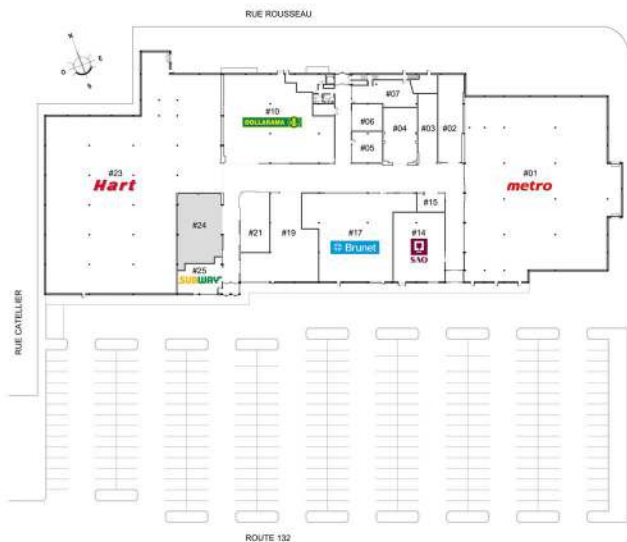 RUE ROUSSEAU
N
E
O
S
#07
#10
DOLLARAMA
#06
#04
#03
#02
#05
#23
Hart
#01
metro
#15
#24
#21
#19
#17
Brunet
#14
SAQ
#25
SUBWAY
RUE CATELLIER
ROUTE 132